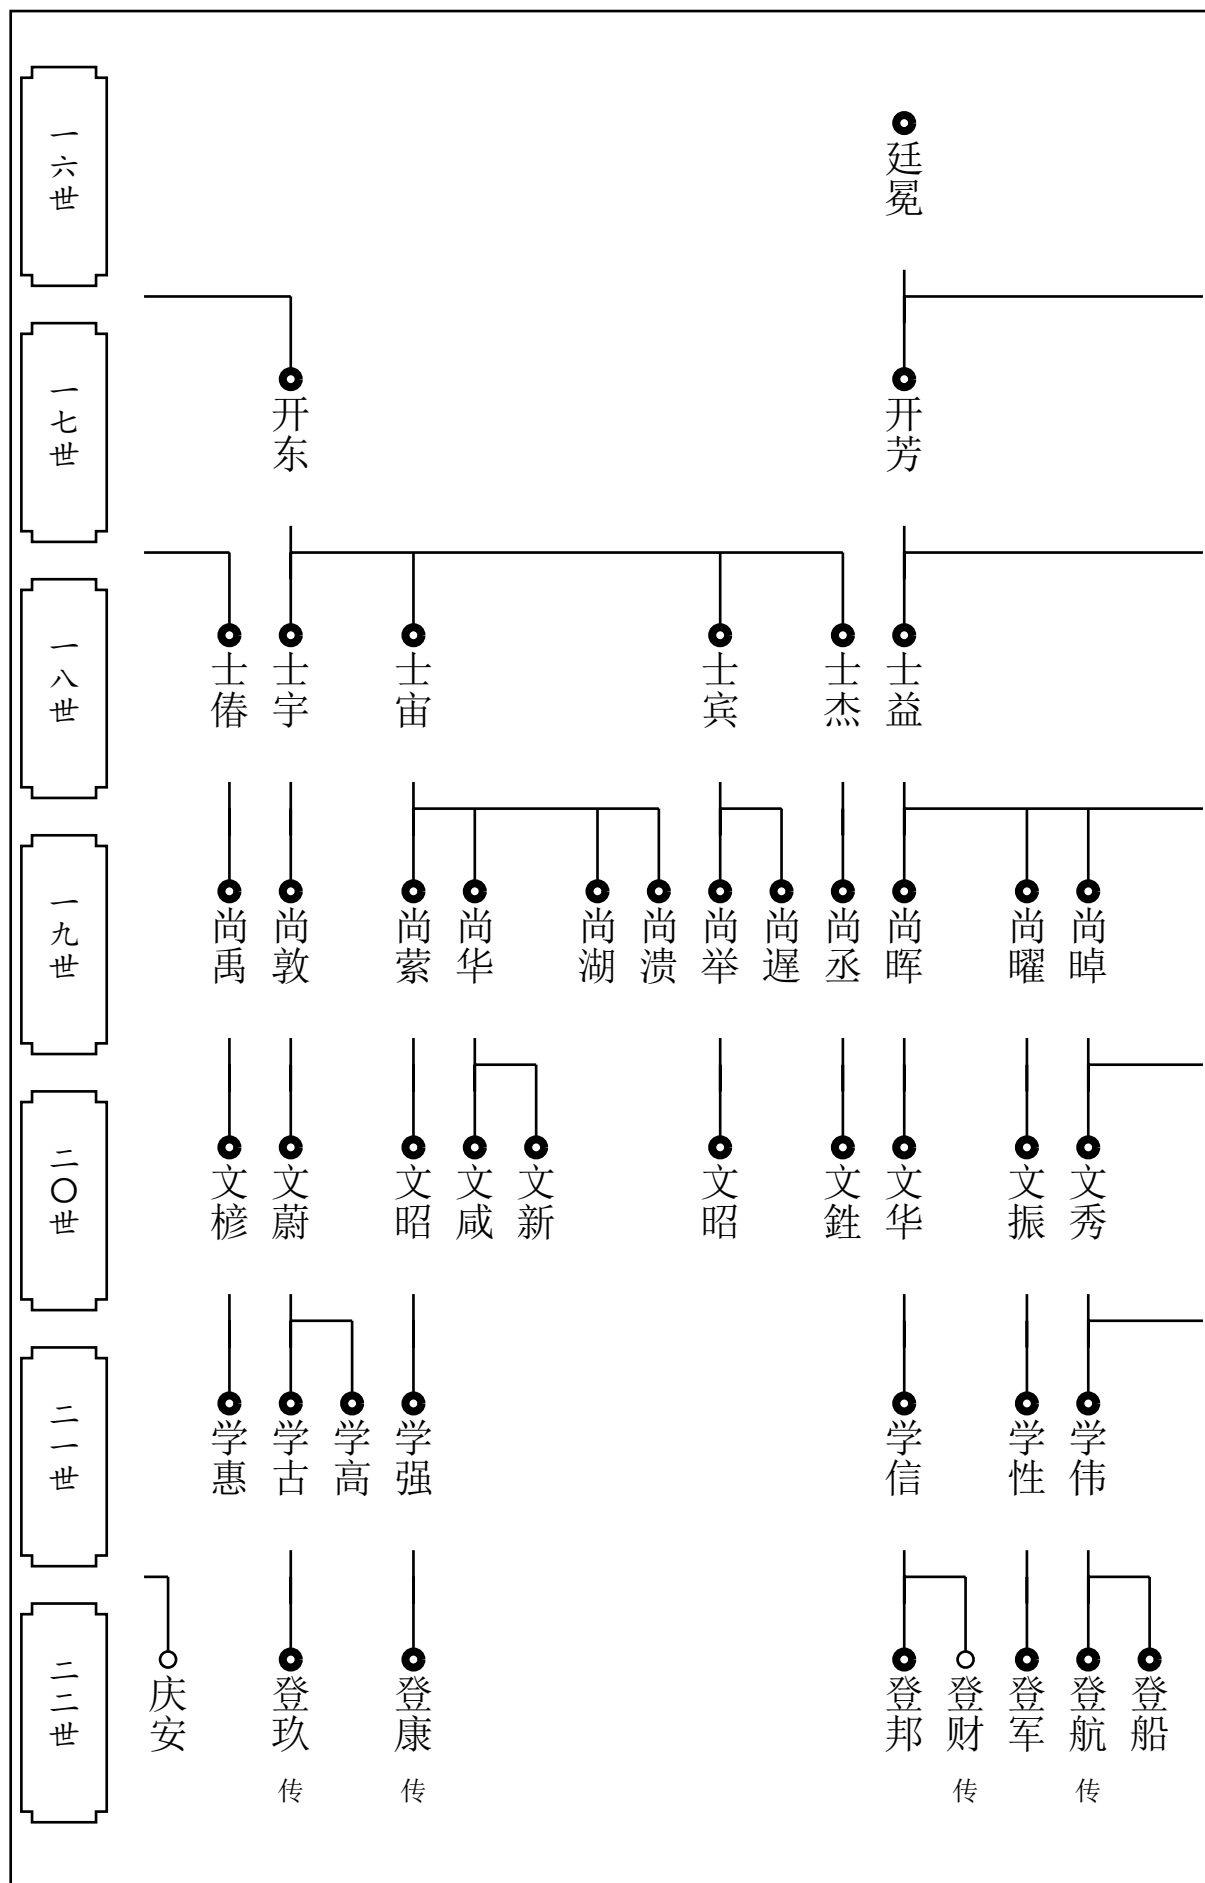 一六世
廷冕
一七世
开东
开芳
一八世
士偆
士宇
士宙
士宾
士杰
士益
一九世
尚禹
尚敦
尚萦
尚华
尚湖
尚溃
尚举
尚遅
尚丞
尚晖
尚曜
尚晫
二〇世
文椮
文蔚
文昭
文咸
文新
文昭
文鉎
文华
文振
文秀
二一世
学惠
学古
学高
学强
学信
学性
学伟
二二世
庆安
登玖
传
登康
传
登邦
登财
传
登军
登航
传
登船